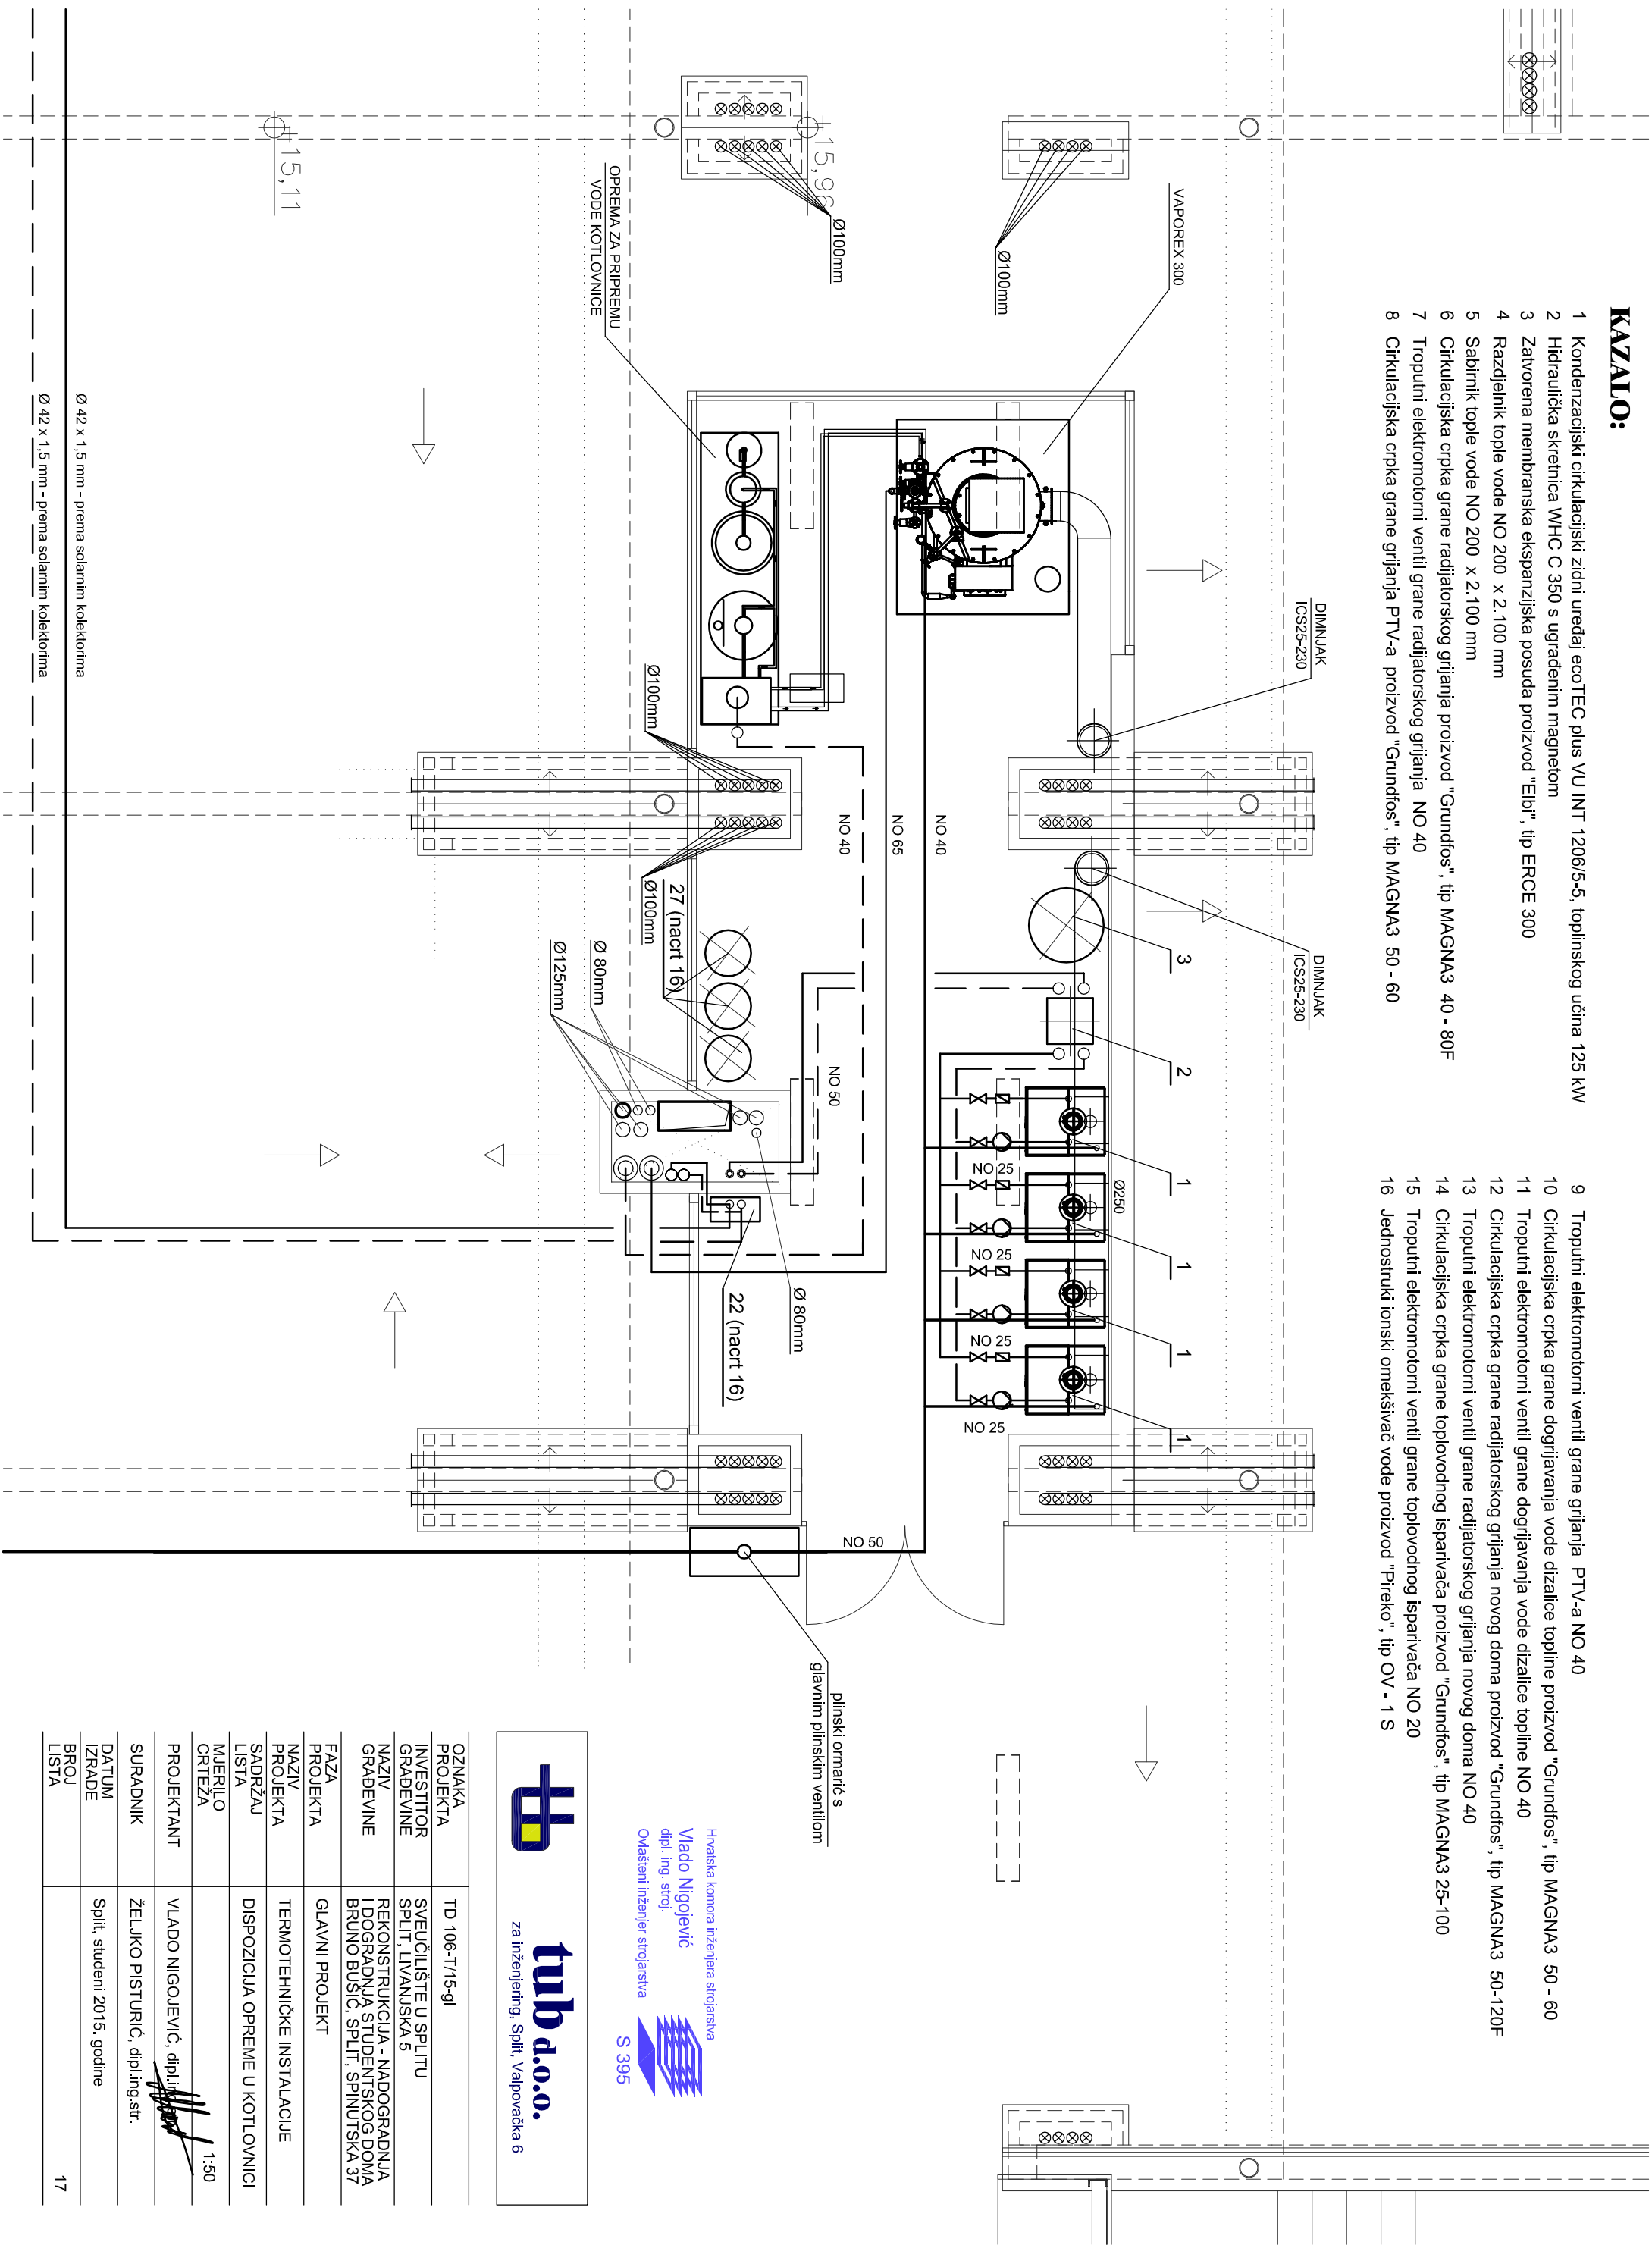 KAZALO:
1 Kondenzacijski cirkulacijski zidni uređaj ecoTEC plus VU INT 1206/5-5, toplinskog učina 125 kW
2 Hidraulička skretnica WHC C 350 s ugrađenim magnetom
3 Zatvorena membranska ekspanzijska posuda proizvod "Elbi", tip ERCE 300
4 Razdjelnik tople vode NO 200 x 2.100 mm
5 Sabirnik tople vode NO 200 x 2.100 mm
6 Cirkulacijska crpka grane radijatorskog grijanja proizvod "Grundfos", tip MAGNA3 40 - 80F
7 Troputni elektromotorni ventil grane radijatorskog grijanja NO 40
8 Cirkulacijska crpka grane grijanja PTV-a proizvod "Grundfos", tip MAGNA3 50 - 60
9 Troputni elektromotorni ventil grane grijanja PTV-a NO 40
10 Cirkulacijska crpka grane dogrijavanja vode dizalice topline proizvod "Grundfos", tip MAGNA3 50 - 60
11 Troputni elektromotorni ventil grane dogrijavanja vode dizalice topline NO 40
12 Cirkulacijska crpka grane radijatorskog grijanja novog doma proizvod "Grundfos", tip MAGNA3 50-120F
13 Troputni elektromotorni ventil grane radijatorskog grijanja novog doma NO 40
14 Cirkulacijska crpka grane toplovodnog isparivača proizvod "Grundfos", tip MAGNA3 25-100
15 Troputni elektromotorni ventil grane toplovodnog isparivača NO 20
16 Jednostruki ionski omekšivač vode proizvod "Pireko", tip OV - 1 S
DIMNJAK
ICS25-230
DIMNJAK
ICS25-230
VAPOREX 300
3
2
1
1
1
1
Ø250
Ø100mm
NO 25
NO 25
NO 25
NO 25
15,96
Ø100mm
NO 40
NO 65
NO 40
NO 50
NO 50
OPREMA ZA PRIPREMU
VODE KOTLOVNICE
Ø100mm
Ø100mm
27 (nacrt 16)
Ø 80mm
Ø125mm
Ø 80mm
22 (nacrt 16)
plinski ormarić s
glavnim plinskim ventilom
15,11
Ø 42 x 1,5 mm - prema solarnim kolektorima
Ø 42 x 1,5 mm - prema solarnim kolektorima
Hrvatska komora inženjera strojarstva
Vlado Nigojević
dipl. ing. stroj.
Ovlašteni inženjer strojarstva
S 395
tub d.o.o.
za inženjering, Split, Valpovačka 6
OZNAKA
PROJEKTA
TD 106-T/15-gl
INVESTITOR
GRAĐEVINE
SVEUČILIŠTE U SPLITU
SPLIT, LIVANJSKA 5
NAZIV
GRAĐEVINE
REKONSTRUKCIJA - NADOGRADNJA
I DOGRADNJA STUDENTSKOG DOMA
BRUNO BUŠIĆ, SPLIT, SPINUTSKA 37
FAZA
PROJEKTA
GLAVNI PROJEKT
NAZIV
PROJEKTA
TERMOTEHNIČKE INSTALACIJE
SADRŽAJ
LISTA
DISPOZICIJA OPREME U KOTLOVNICI
MJERILO
CRTEŽA
1:50
PROJEKTANT
VLADO NIGOJEVIĆ,
SURADNIK
ŽELJKO PISTURIĆ, dipl.ing.str.
DATUM
IZRADE
Split, studeni 2015. godine
BROJ
LISTA
17